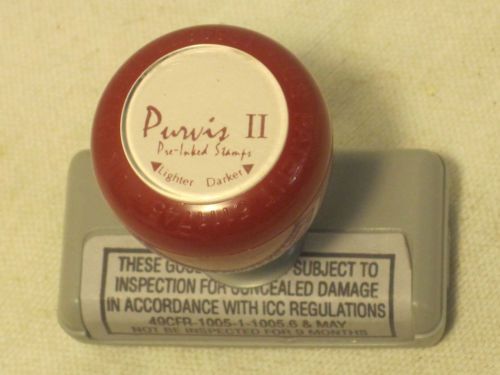 Purvis II
Pre-Inked Stamps
Lighter Darker
THESE GOO SUBJECT TO
INSPECTION FOR CONCEALED DAMAGE
IN ACCORDANCE WITH ICC REGULATIONS
49CFR-1005-1-1005.6 & MAY
NOT BE INSPECTED FOR 9 MONTHS